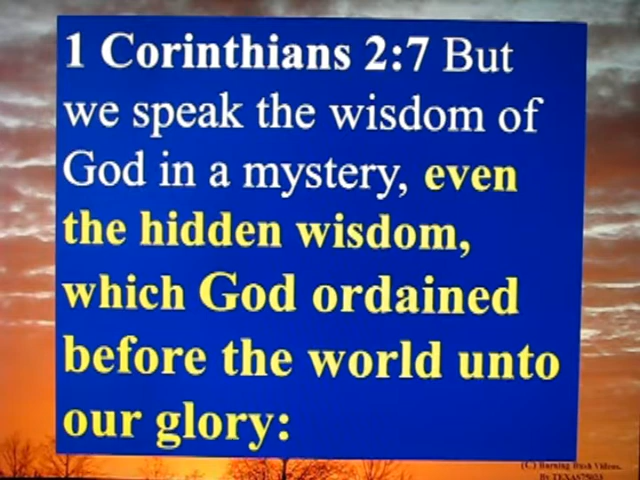 1 Corinthians 2:7 But
we speak the wisdom of
God in a mystery, even
the hidden wisdom,
which God ordained
before the world unto
our glory:
(C) Burning Bush Videos.
By